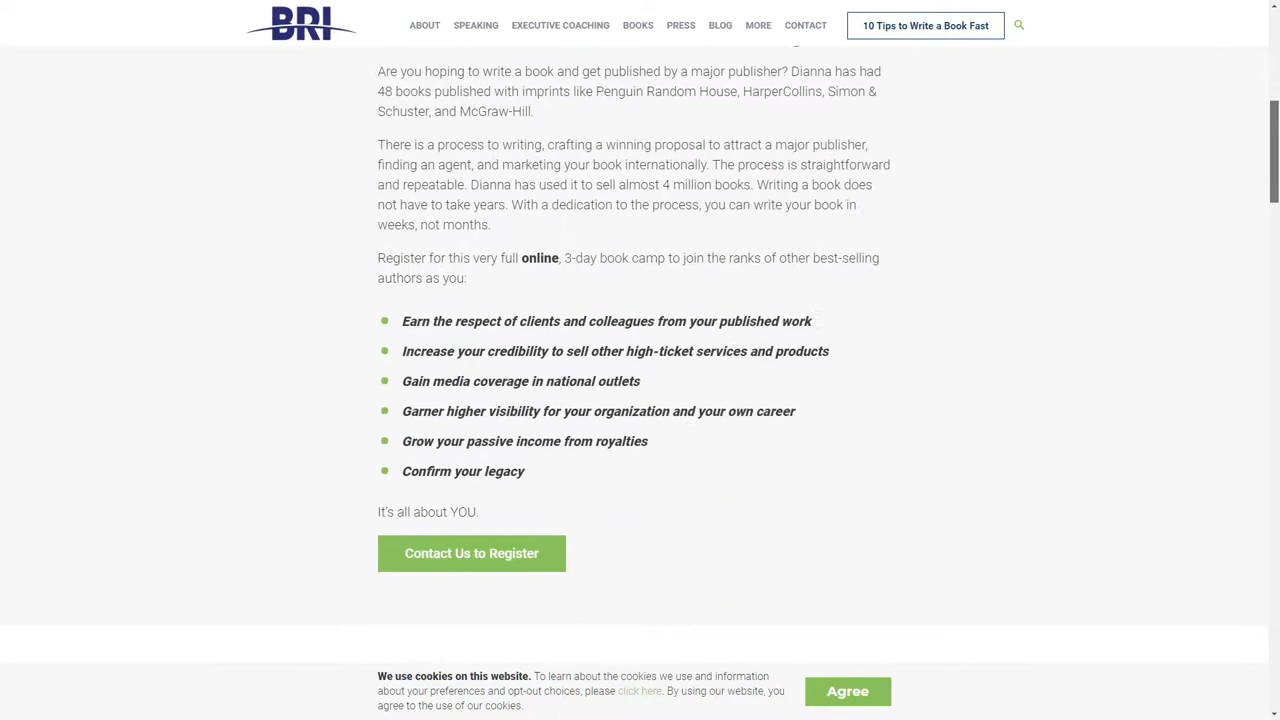 BRI
ABOUT SPEAKING EXECUTIVE COACHING BOOKS PRESS BLOG MORE CONTACT 10 Tips to Write a Book Fast
Are you hoping to write a book and get published by a major publisher? Dianna has had
48 books published with imprints like Penguin Random House, HarperCollins, Simon &
Schuster, and McGraw-Hill.
There is a process to writing, crafting a winning proposal to attract a major publisher,
finding an agent, and marketing your book internationally. The process is straightforward
and repeatable. Dianna has used it to sell almost 4 million books. Writing a book does
not have to take years. With a dedication to the process, you can write your book in
weeks, not months.
Register for this very full online, 3-day book camp to join the ranks of other best-selling
authors as you:
Earn the respect of clients and colleagues from your published work
Increase your credibility to sell other high-ticket services and products
Gain media coverage in national outlets
Garner higher visibility for your organization and your own career
Grow your passive income from royalties
Confirm your legacy
It's all about YOU.
Contact Us to Register
We use cookies on this website. To learn about the cookies we use and information
about your preferences and opt-out choices, please click here. By using our website, you
agree to the use of our cookies.
Agree